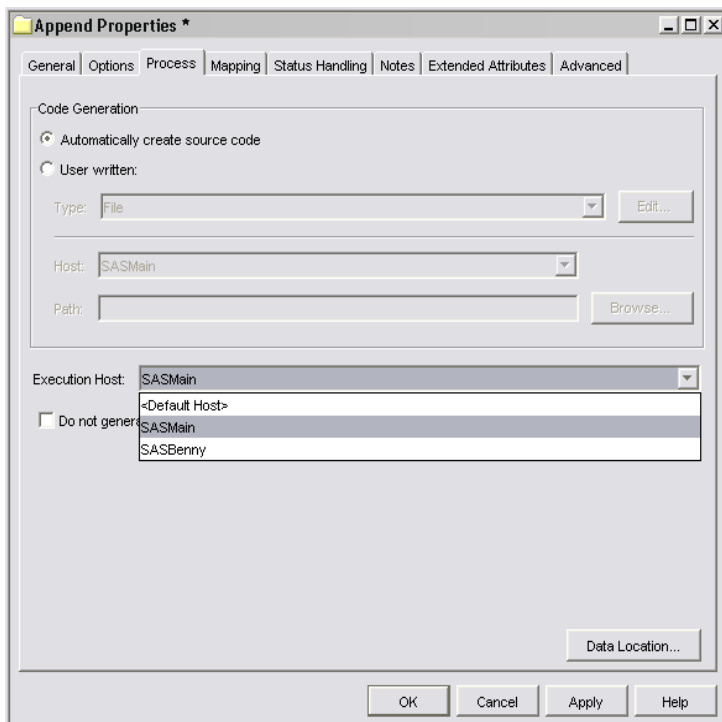 Append Properties *
General Options Process Mapping Status Handling Notes Extended Attributes Advanced
Code Generation
Automatically create source code
User written:
Type: File Edit...
Host: SASMain
Path: Browse...
Execution Host: SASMain
<Default Host>
Do not gener SASMain
SASBenny
Data Location...
OK Cancel Apply Help